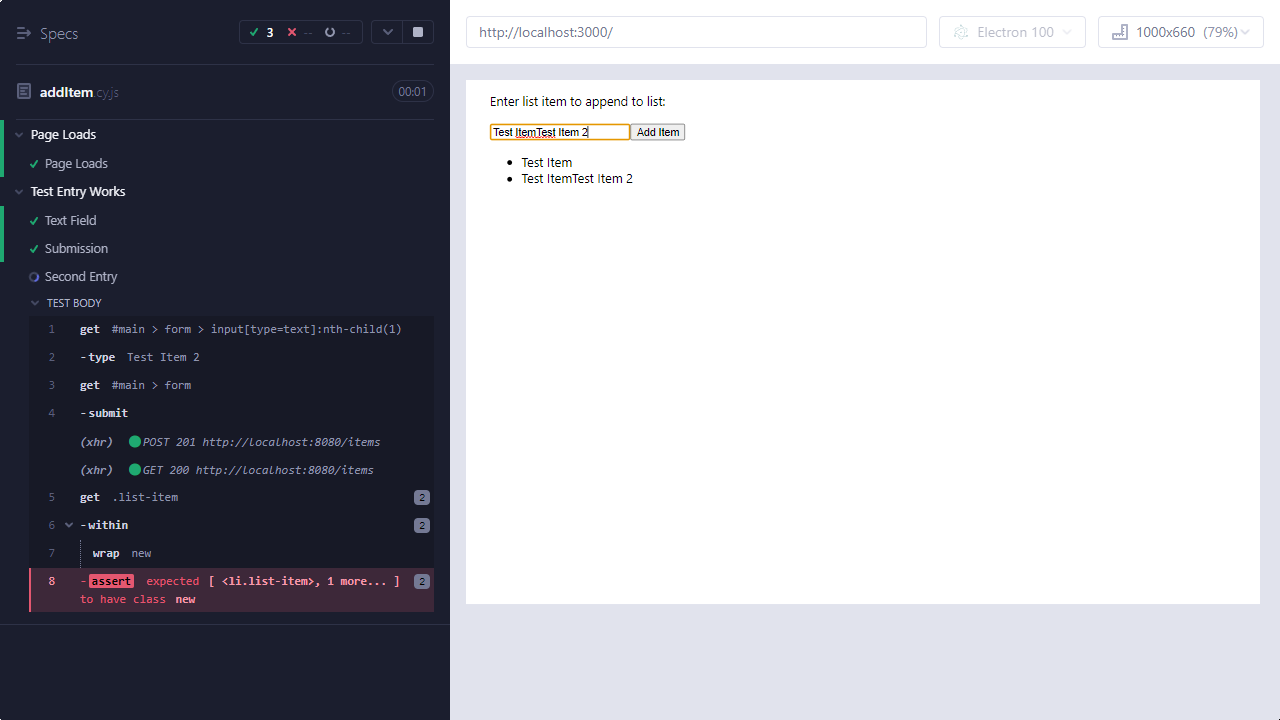 Specs
3 -- --
addItem.cy.js 00:01
Page Loads
Page Loads
Test Entry Works
Text Field
Submission
Second Entry
TEST BODY
1 get #main > form > input[type=text]:nth-child(1)
2 -type Test Item 2
3 get #main > form
4 -submit
(xhr) POST 201 http://localhost:8080/items
(xhr) GET 200 http://localhost:8080/items
5 get .list-item 2
6 -within 2
7 wrap new
8 -assert expected [ <li.list-item>, 1 more... ] 2
to have class new
http://localhost:3000/ Electron 100 1000x660 (79%)
Enter list item to append to list:
Test ItemTest Item 2 Add Item
• Test Item
• Test ItemTest Item 2